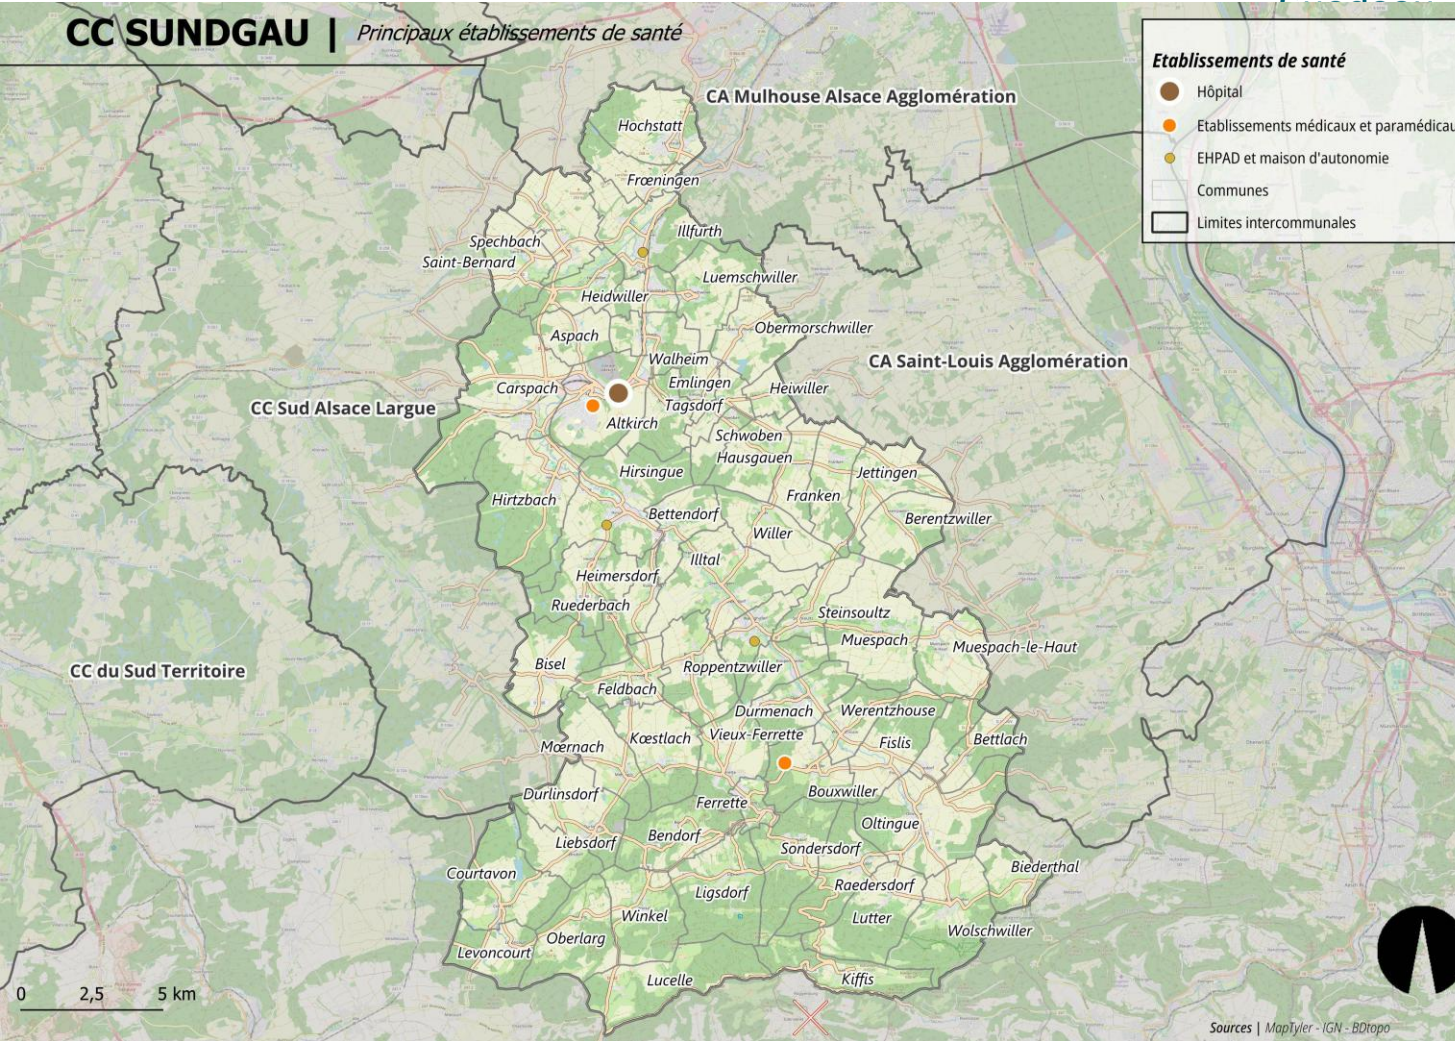 CC SUNDGAU | Principaux établissements de santé
Etablissements de santé
Hôpital
Etablissements médicaux et paramédicau
EHPAD et maison d'autonomie
Communes
Limites intercommunales
CA Mulhouse Alsace Agglomération
Hochstatt
Frœningen
Illfurth
Spechbach
Saint-Bernard
Luemschwiller
Heidwiller
Obermorschwiller
Aspach
Walheim
CA Saint-Louis Agglomération
Emlingen
Carspach
Heiwiller
Tagsdorf
CC Sud Alsace Largue
Altkirch
Schwoben
Hausgauen
Hirsingue
Jettingen
Franken
Hirtzbach
Bettendorf
Berentzwiller
Willer
Illtal
Heimersdorf
Ruederbach
Steinsoultz
Muespach
Muespach-le-Haut
Bisel
Roppentzwiller
CC du Sud Territoire
Feldbach
Durmenach
Werentzhouse
Vieux-Ferrette
Kœstlach
Fislis
Bettlach
Mœrnach
Durlinsdorf
Bouxwiller
Ferrette
Oltingue
Bendorf
Liebsdorf
Sondersdorf
Biederthal
Courtavon
Raedersdorf
Ligsdorf
Winkel
Lutter
Wolschwiller
Oberlarg
Levoncourt
Lucelle
Kiffis
0 2,5 5 km
Sources | MapTyler - IGN - BDtopo